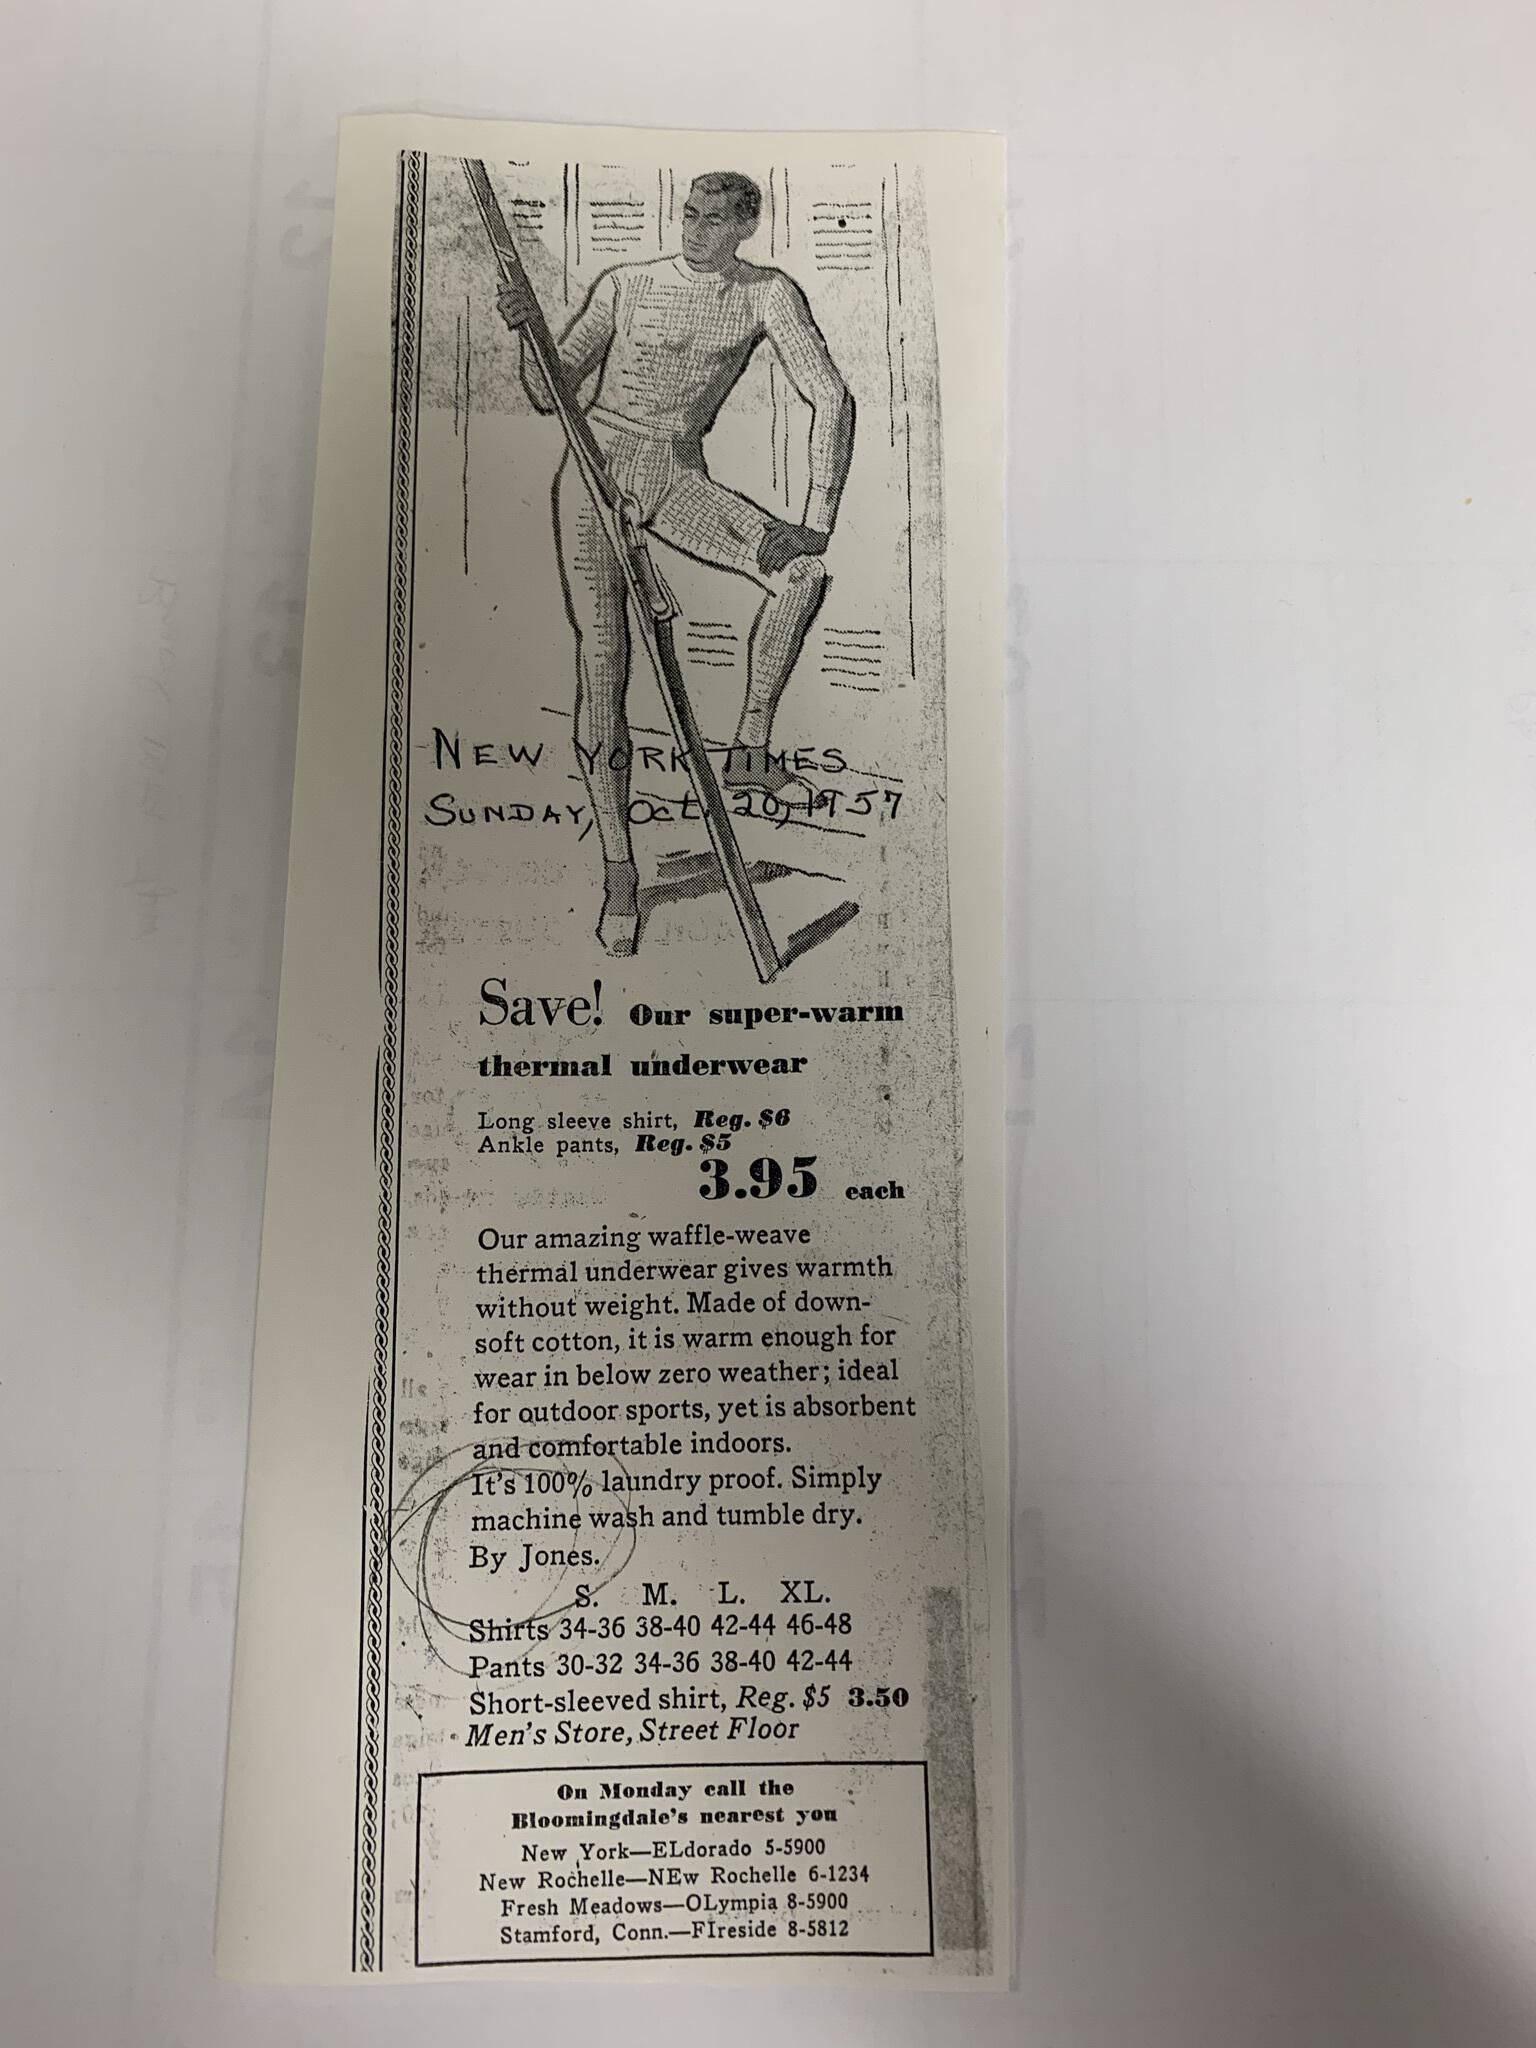 NEW YORK TIMES
SUNDAY, Oct. 20, 1957
Save! Our super-warm
thermal underwear
Long sleeve shirt, Reg. $6
Ankle pants, Reg. $5
3.95 each
Our amazing waffle-weave
thermal underwear gives warmth
without weight. Made of down-
soft cotton, it is warm enough for
wear in below zero weather; ideal
for outdoor sports, yet is absorbent
and comfortable indoors.
It's 100% laundry proof. Simply
machine wash and tumble dry.
By Jones.
S. M. L. XL.
Shirts 34-36 38-40 42-44 46-48
Pants 30-32 34-36 38-40 42-44
Short-sleeved shirt, Reg. $5 3.50
Men's Store, Street Floor
On Monday call the
Bloomingdale's nearest you
New York—ELdorado 5-5900
New Rochelle—NEw Rochelle 6-1234
Fresh Meadows—OLympia 8-5900
Stamford, Conn.—FIreside 8-5812